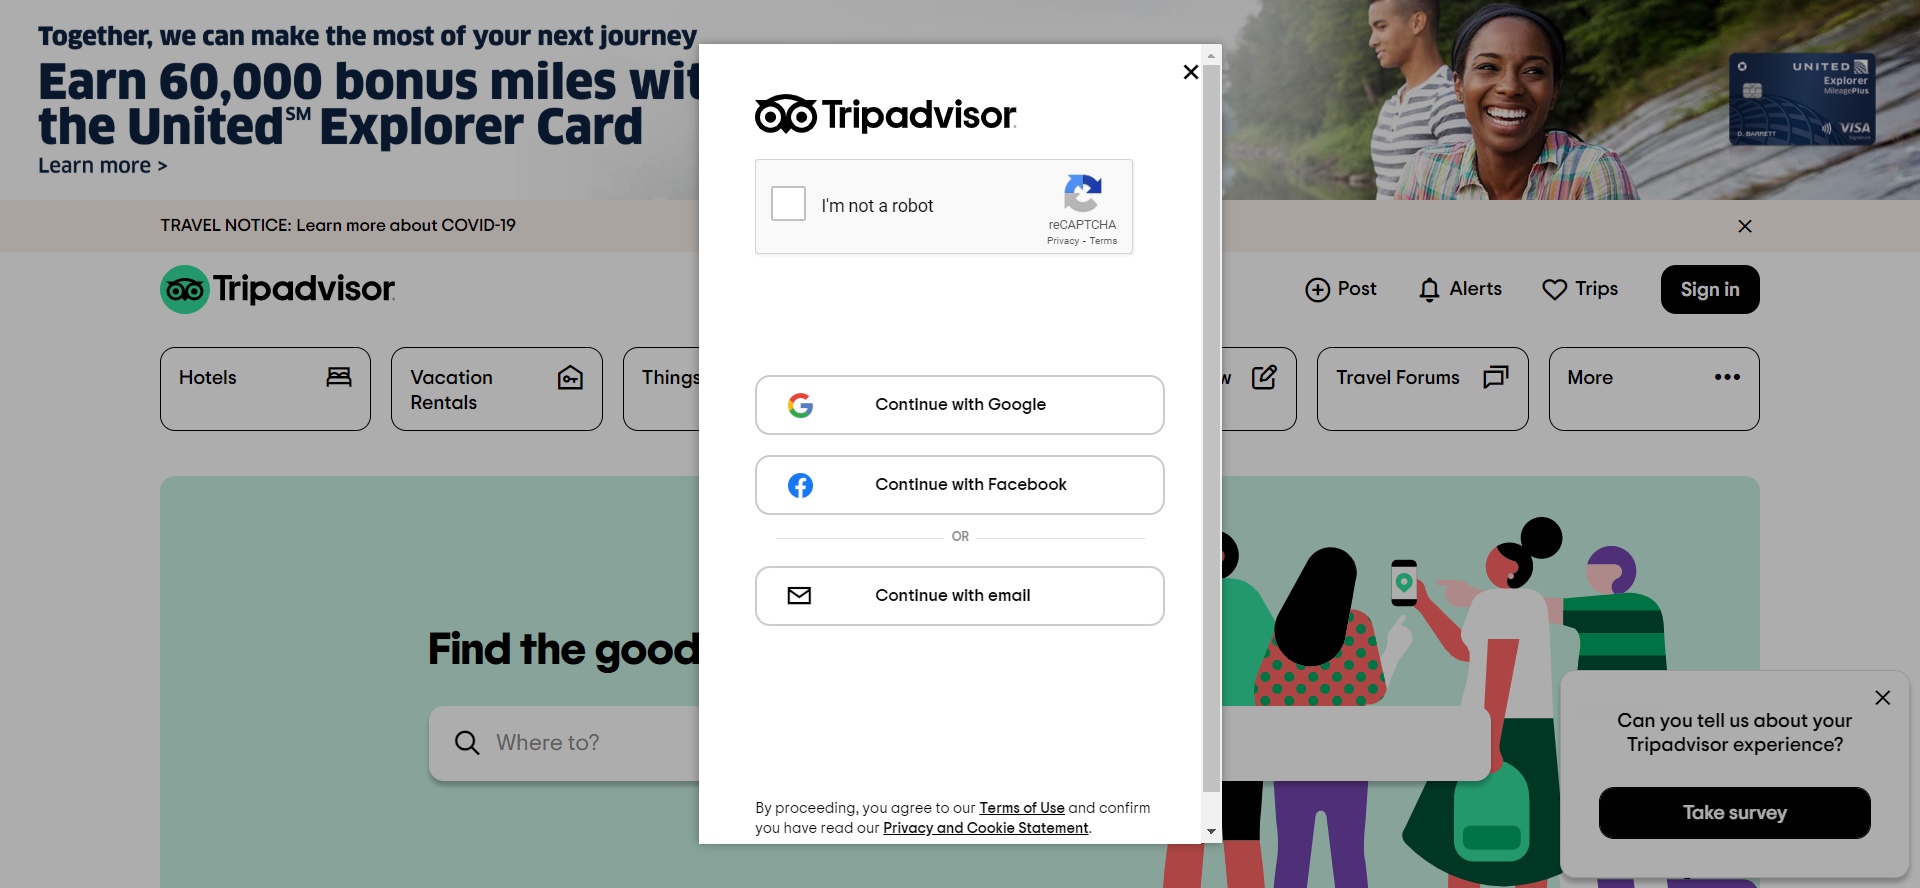 Together, we can make the most of your next journey
Earn 60,000 bonus miles wit
the United℠ Explorer Card
Learn more >
UNITED
Explorer
MileagePlus
D. BARRETT
VISA
Signature
TRAVEL NOTICE: Learn more about COVID-19
Tripadvisor
Post
Alerts
Trips
Sign in
Hotels
Vacation
Rentals
Things
w
Travel Forums
More
Find the good
Where to?
Tripadvisor
I'm not a robot
reCAPTCHA
Privacy - Terms
Continue with Google
Continue with Facebook
OR
Continue with email
By proceeding, you agree to our Terms of Use and confirm
you have read our Privacy and Cookie Statement.
Can you tell us about your
Tripadvisor experience?
Take survey